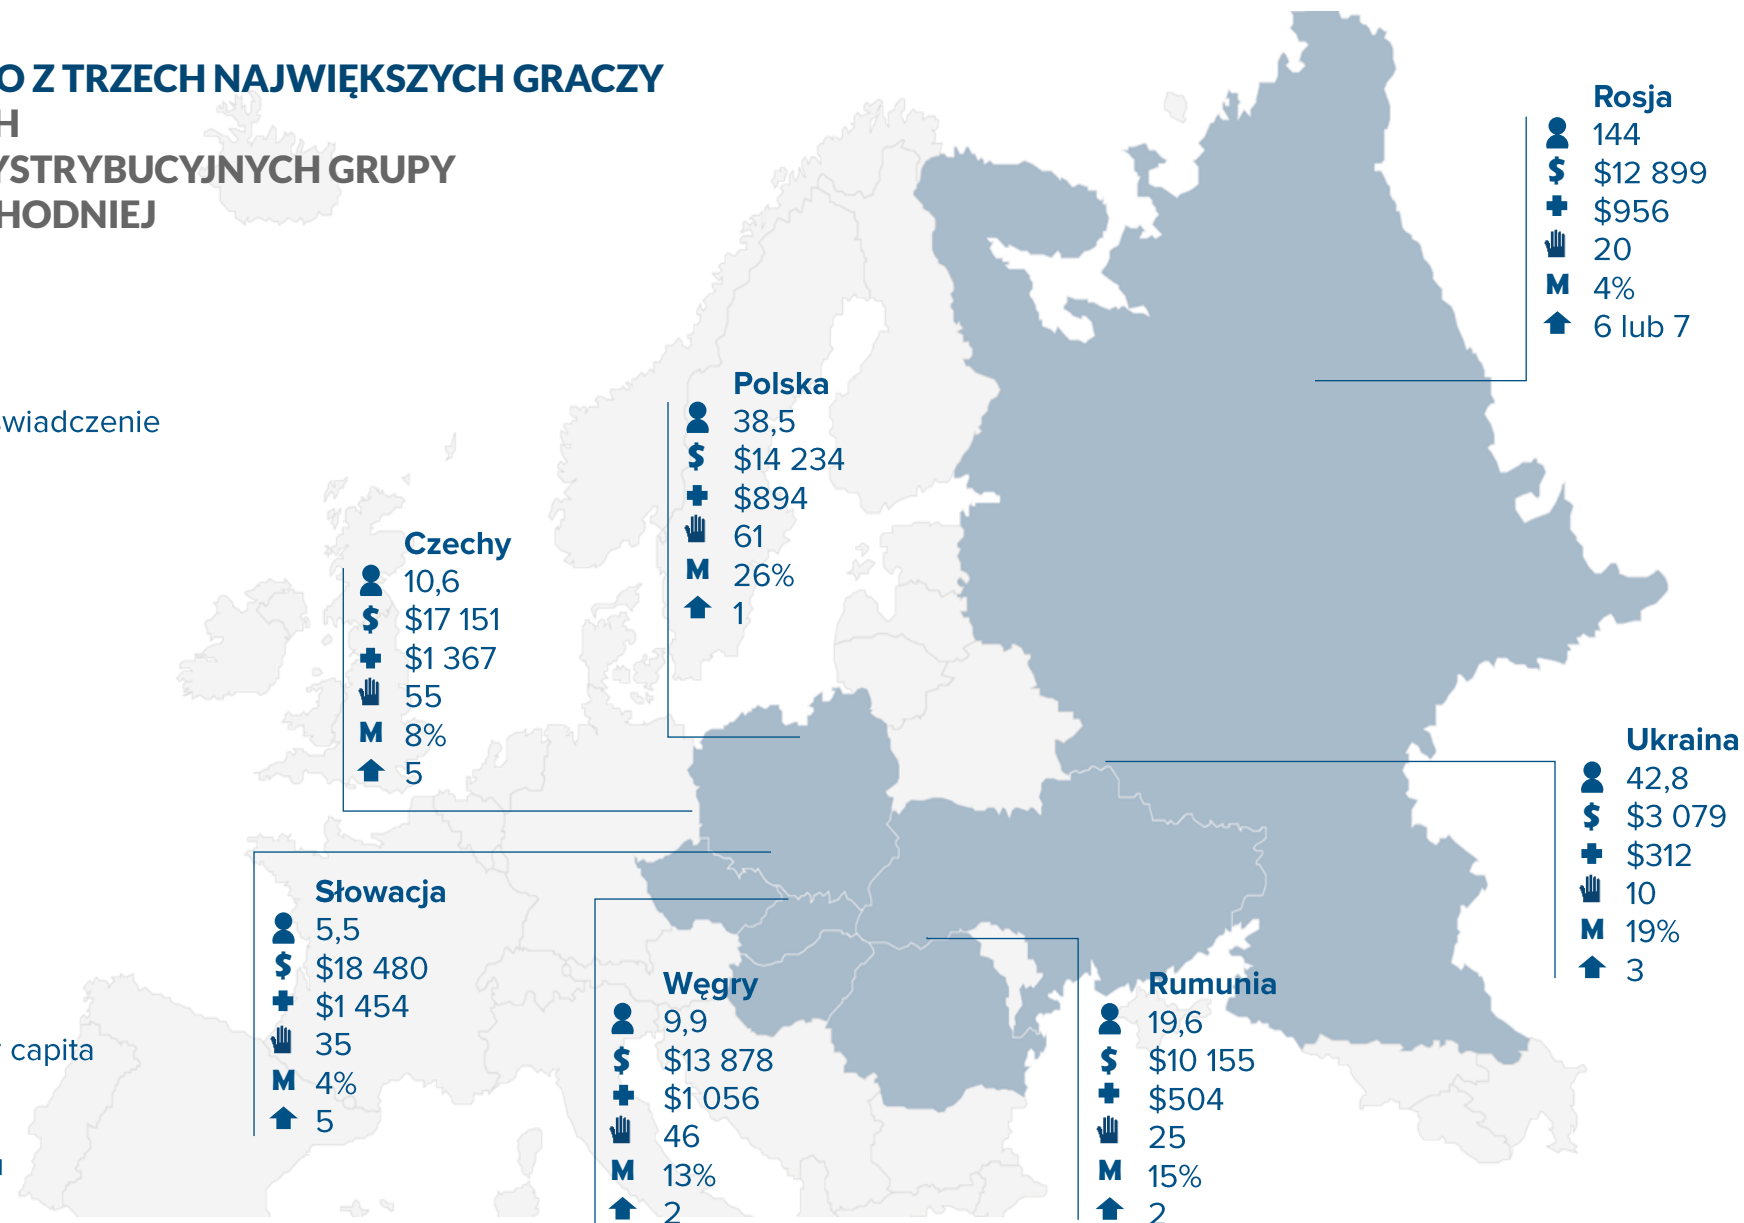 O Z TRZECH NAJWIĘKSZYCH GRACZY
H
YSTRYBUCYJNYCH GRUPY
HODNIEJ
świadczenie
r capita
Rosja
144
$ $12 899
$956
20
M 4%
6 lub 7
Polska
38,5
$ $14 234
$894
61
M 26%
1
Czechy
10,6
$ $17 151
$1 367
55
M 8%
5
Ukraina
42,8
$ $3 079
$312
10
M 19%
3
Słowacja
5,5
$ $18 480
$1 454
35
M 4%
5
Węgry
9,9
$ $13 878
$1 056
46
M 13%
2
Rumunia
19,6
$ $10 155
$504
25
M 15%
2